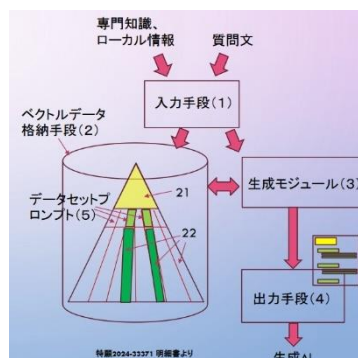 専門知識、
ローカル情報
質問文
入力手段(1)
ベクトルデータ
格納手段(2)
データセットプ
ロンプト(5)
21
22
生成モジュール(3)
出力手段(4)
特願2024-33371 明細書より
生成AI